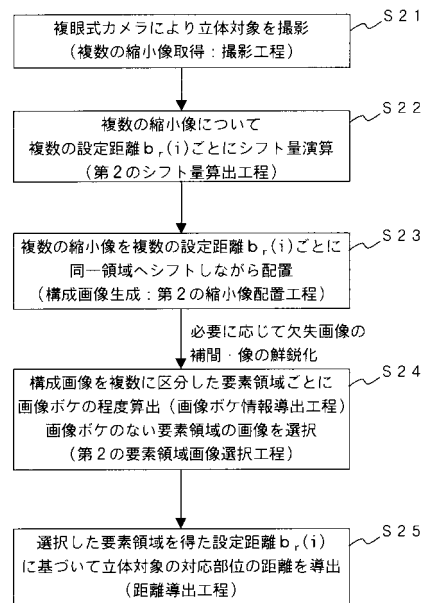 複眼式カメラにより立体対象を撮影
(複数の縮小像取得：撮影工程)
S21
複数の縮小像について
複数の設定距離br(i)ごとにシフト量演算
(第2のシフト量算出工程)
S22
複数の縮小像を複数の設定距離br(i)ごとに
同一領域へシフトしながら配置
(構成画像生成：第2の縮小像配置工程)
S23
必要に応じて欠失画像の
補間・像の鮮鋭化
構成画像を複数に区分した要素領域ごとに
画像ボケの程度算出(画像ボケ情報導出工程)
画像ボケのない要素領域の画像を選択
(第2の要素領域画像選択工程)
S24
選択した要素領域を得た設定距離br(i)
に基づいて立体対象の対応部位の距離を導出
(距離導出工程)
S25